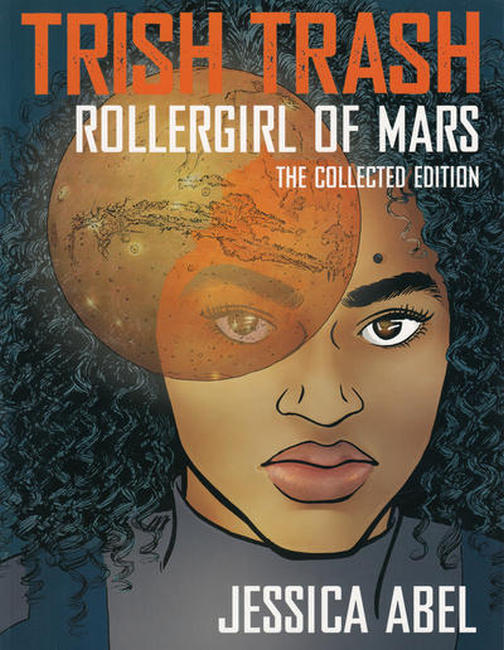 TRISH TRASH
ROLLERGIRL OF MARS
THE COLLECTED EDITION
JESSICA ABEL